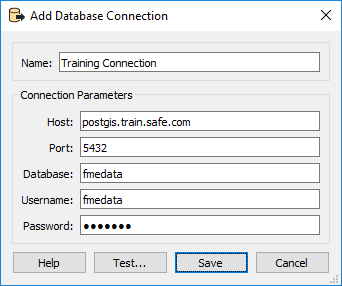 Add Database Connection
Name: Training Connection
Connection Parameters
Host: postgis.train.safe.com
Port: 5432
Database: fmedata
Username: fmedata
Password: ●●●●●●●
Help Test... Save Cancel